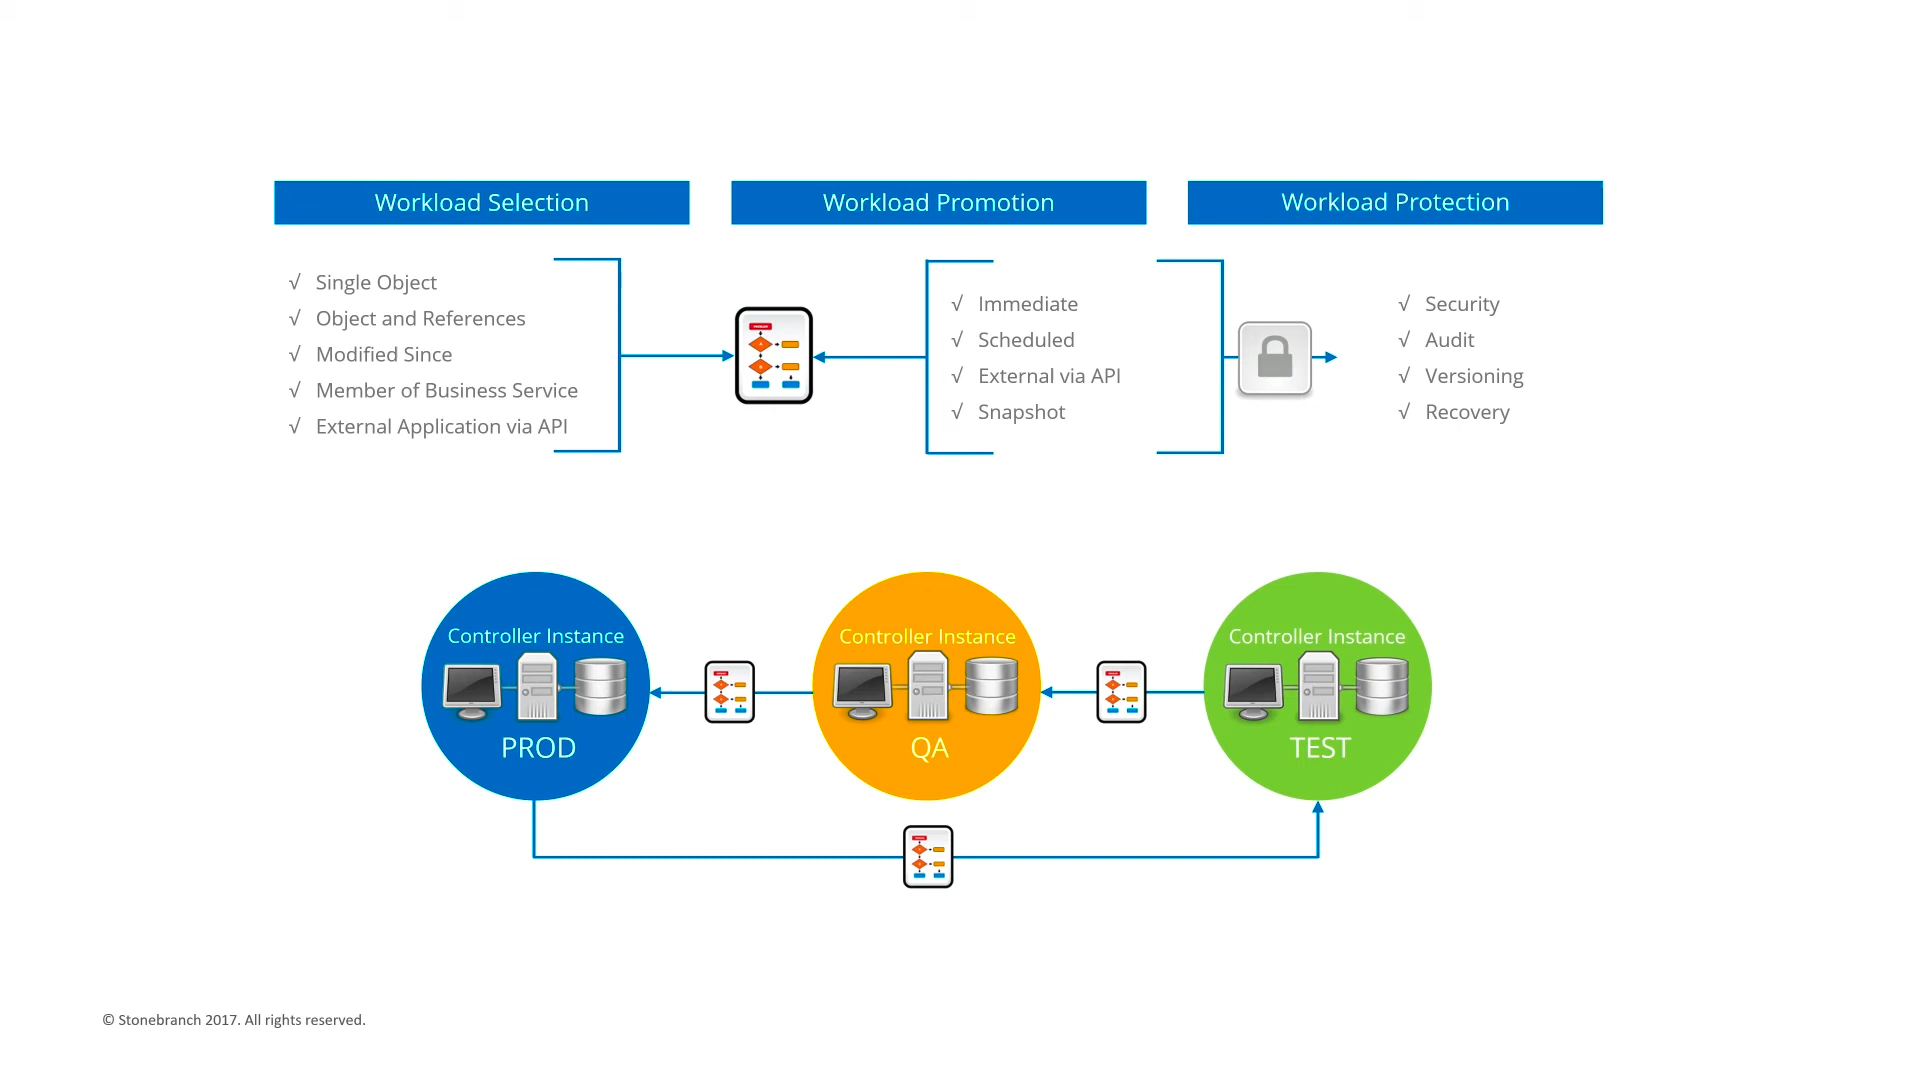 Workload Selection
Workload Promotion
Workload Protection
√ Single Object
√ Object and References
√ Modified Since
√ Member of Business Service
√ External Application via API
√ Immediate
√ Scheduled
√ External via API
√ Snapshot
√ Security
√ Audit
√ Versioning
√ Recovery
Controller Instance
PROD
Controller Instance
QA
Controller Instance
TEST
© Stonebranch 2017. All rights reserved.